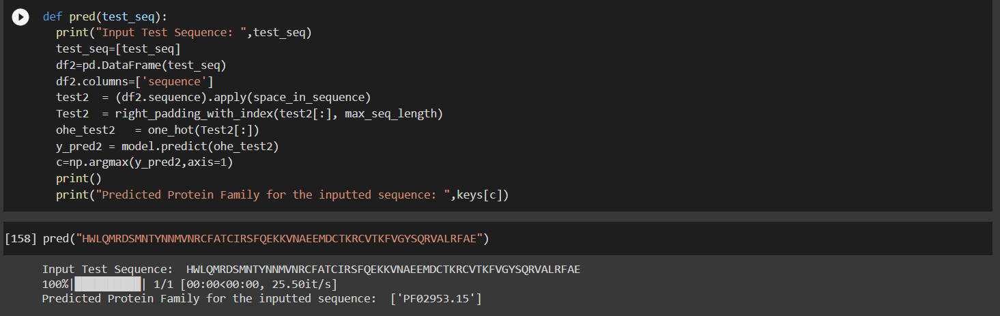 def pred(test_seq):
  print("Input Test Sequence: ",test_seq)
  test_seq=[test_seq]
  df2=pd.DataFrame(test_seq)
  df2.columns=['sequence']
  test2  = (df2.sequence).apply(space_in_sequence)
  Test2  = right_padding_with_index(test2[:], max_seq_length)
  ohe_test2   = one_hot(Test2[:])
  y_pred2 = model.predict(ohe_test2)
  c=np.argmax(y_pred2,axis=1)
  print()
  print("Predicted Protein Family for the inputted sequence: ",keys[c])
[158] pred("HWLQMRDSMNTYNNMVNRCFATCIRSFQEKKVNAEEMDCTKRCVTKFVGYSQRVALRFAE")
Input Test Sequence:  HWLQMRDSMNTYNNMVNRCFATCIRSFQEKKVNAEEMDCTKRCVTKFVGYSQRVALRFAE
100%|██████████| 1/1 [00:00<00:00, 25.50it/s]
Predicted Protein Family for the inputted sequence:  ['PF02953.15']